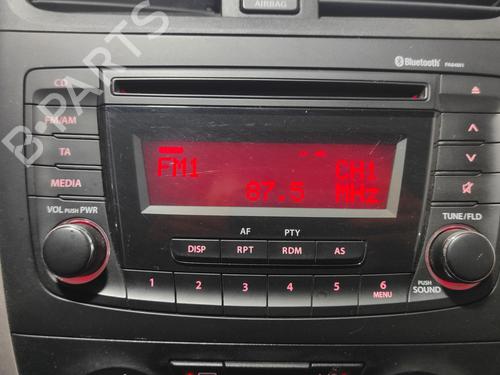 AIRBAG
Bluetooth
CD
FM/AM
TA
MEDIA
VOL PUSH PWR
FM1 CH1
87.5 MHz
AF PTY
DISP RPT RDM AS
1 2 3 4 5 6
MENU
TUNE/FLD
PUSH
SOUND
B-PARTS